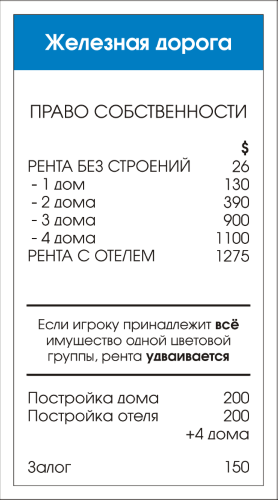 Железная дорога
ПРАВО СОБСТВЕННОСТИ
$
РЕНТА БЕЗ СТРОЕНИЙ 26
- 1 дом 130
- 2 дома 390
- 3 дома 900
- 4 дома 1100
РЕНТА С ОТЕЛЕМ 1275
Если игроку принадлежит всё
имущество одной цветовой
группы, рента удваивается
Постройка дома 200
Постройка отеля 200
+4 дома
Залог 150